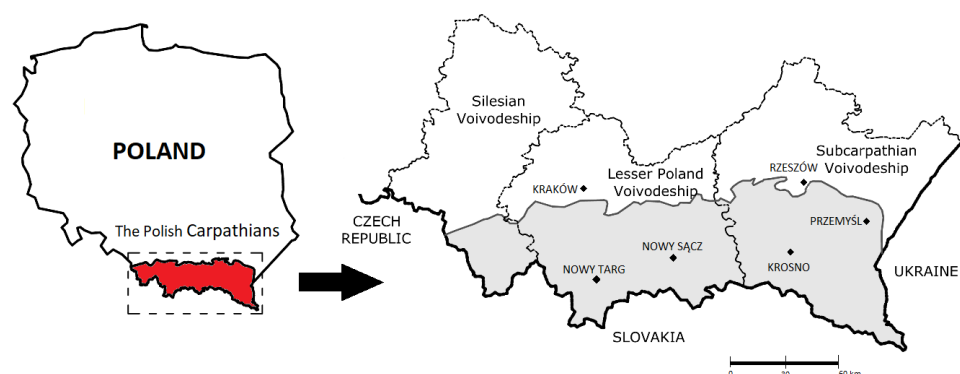 POLAND
The Polish Carpathians
Silesian
Voivodeship
Lesser Poland
Voivodeship
Subcarpathian
Voivodeship
RZESZÓW
KRAKÓW
PRZEMYŚL
CZECH
REPUBLIC
NOWY SĄCZ
NOWY TARG
KROSNO
UKRAINE
SLOVAKIA
0
60 km